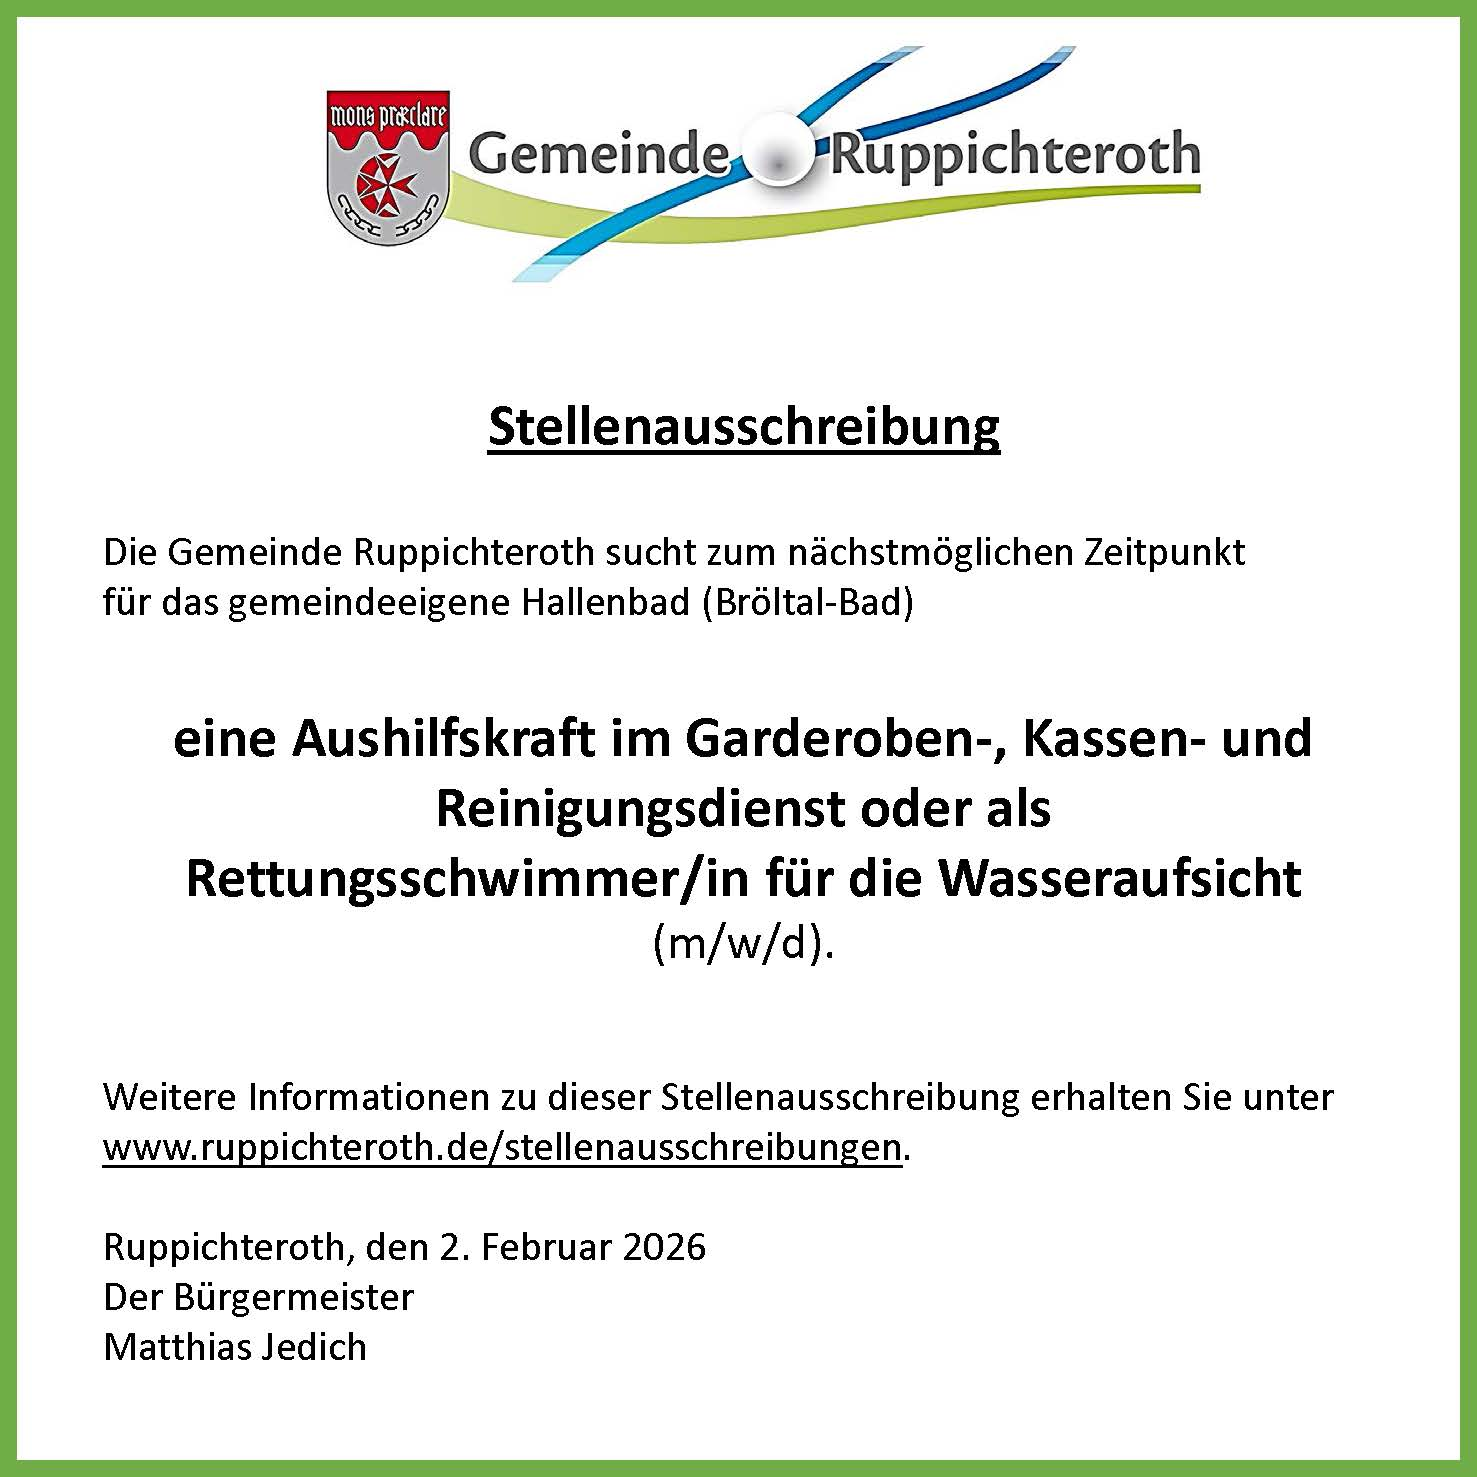 mons præclare
Gemeinde Ruppichteroth
Stellenausschreibung
Die Gemeinde Ruppichteroth sucht zum nächstmöglichen Zeitpunkt
für das gemeindeeigene Hallenbad (Bröltal-Bad)
eine Aushilfskraft im Garderoben-, Kassen- und
Reinigungsdienst oder als
Rettungsschwimmer/in für die Wasseraufsicht
(m/w/d).
Weitere Informationen zu dieser Stellenausschreibung erhalten Sie unter
www.ruppichteroth.de/stellenausschreibungen.
Ruppichteroth, den 2. Februar 2026
Der Bürgermeister
Matthias Jedich